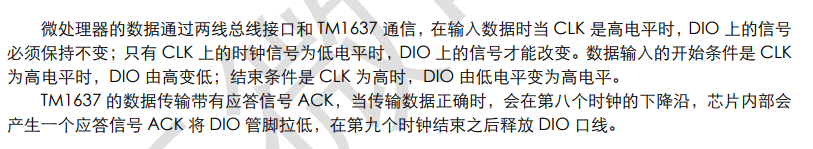 微处理器的数据通过两线总线接口和 TM1637 通信，在输入数据时当 CLK 是高电平时，DIO 上的信号
必须保持不变；只有 CLK 上的时钟信号为低电平时，DIO 上的信号才能改变。数据输入的开始条件是 CLK
为高电平时，DIO 由高变低；结束条件是 CLK 为高时，DIO 由低电平变为高电平。
TM1637 的数据传输带有应答信号 ACK，当传输数据正确时，会在第八个时钟的下降沿，芯片内部会
产生一个应答信号 ACK 将 DIO 管脚拉低，在第九个时钟结束之后释放 DIO 口线。